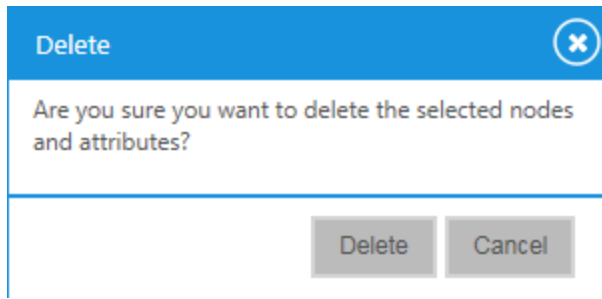 Delete
Are you sure you want to delete the selected nodes
and attributes?
Delete
Cancel